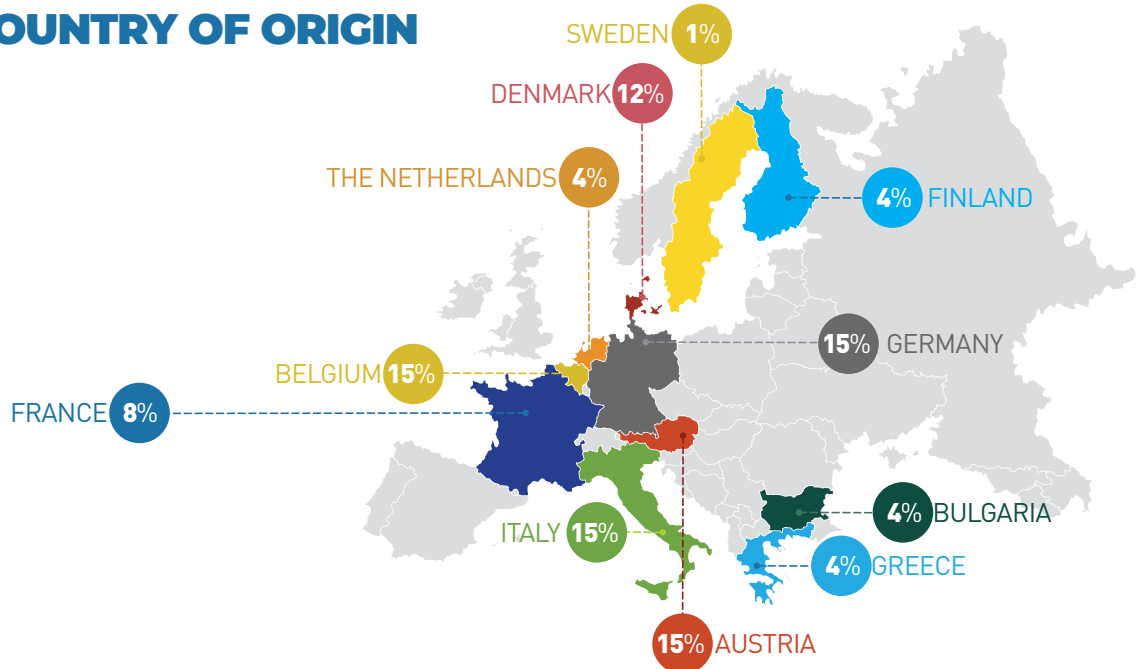 OUNTRY OF ORIGIN
SWEDEN 1%
DENMARK 12%
THE NETHERLANDS 4%
4% FINLAND
15% GERMANY
BELGIUM 15%
FRANCE 8%
4% BULGARIA
ITALY 15%
4% GREECE
15% AUSTRIA